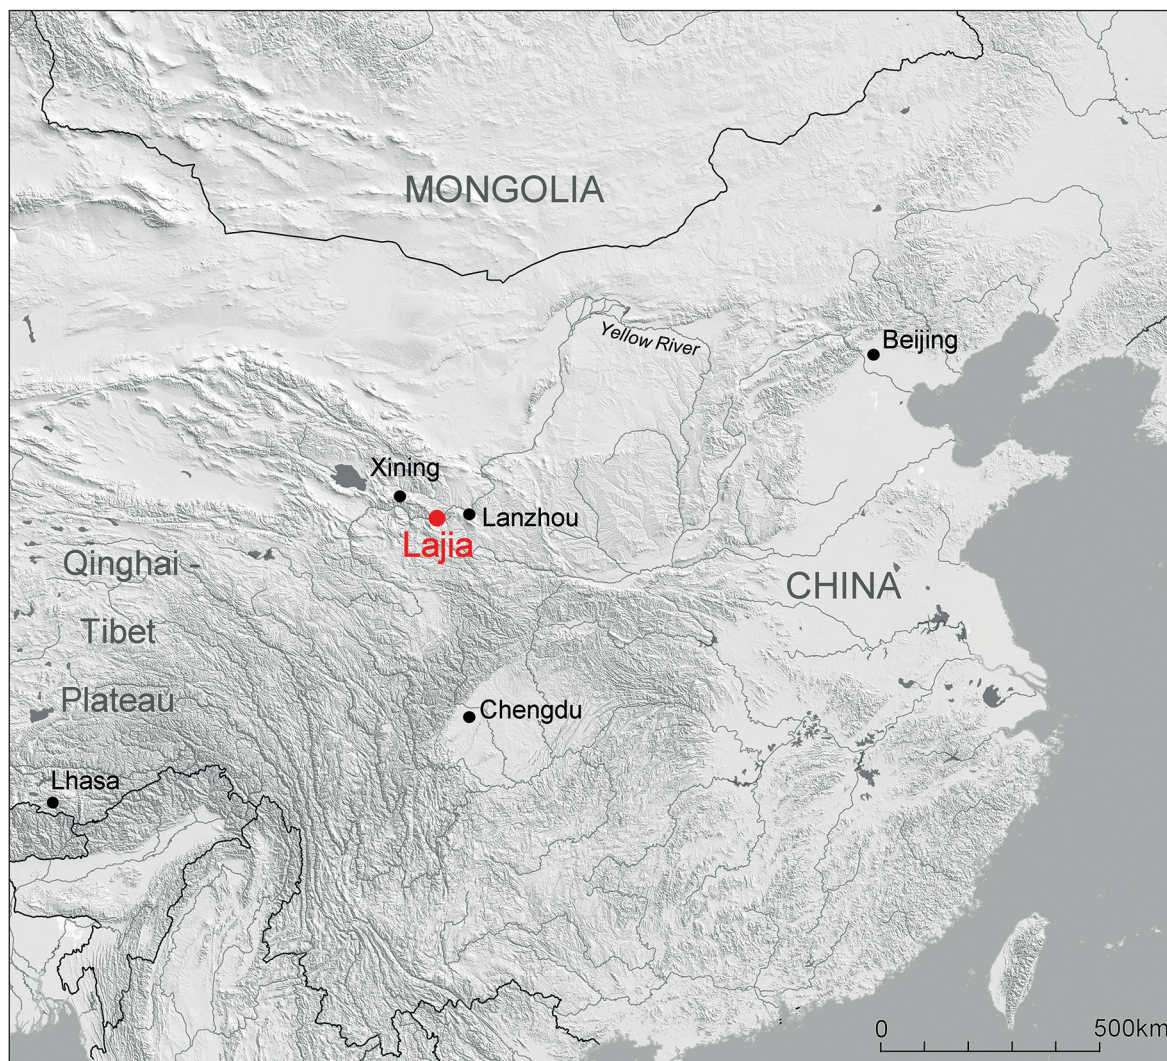 MONGOLIA
Yellow River
Beijing
Xining
Lanzhou
Lajia
Qinghai -
CHINA
Tibet
Plateau
Chengdu
Lhasa
0 500km